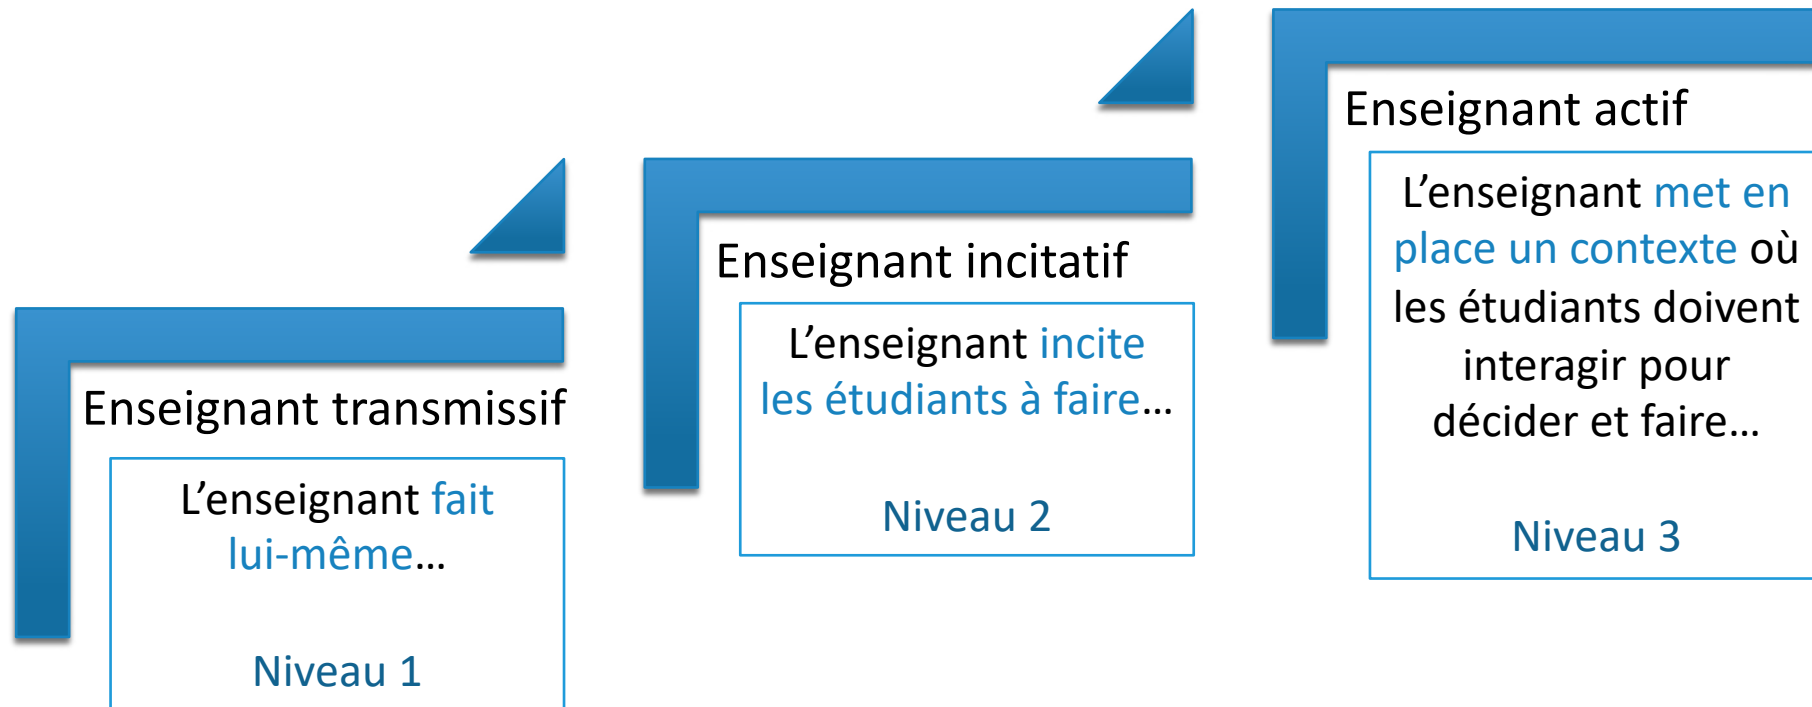 Enseignant transmissif
L’enseignant fait
lui-même…
Niveau 1
Enseignant incitatif
L’enseignant incite
les étudiants à faire…
Niveau 2
Enseignant actif
L’enseignant met en
place un contexte où
les étudiants doivent
interagir pour
décider et faire…
Niveau 3